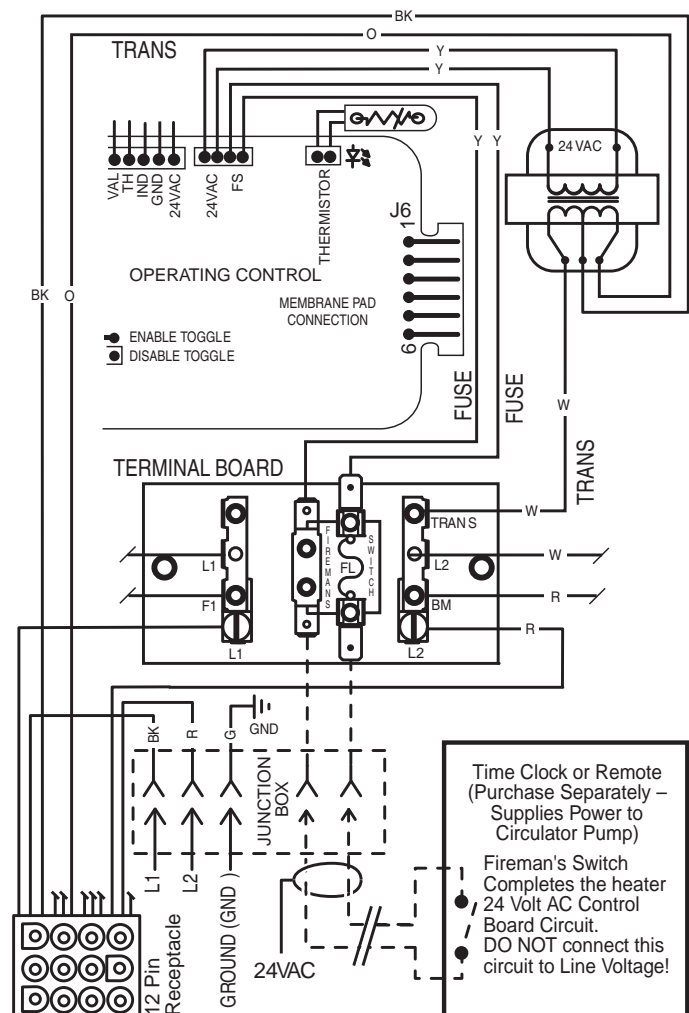 BK
O
TRANS
Y
Y
Y Y
24VAC
VAL
TH
IND
GND
24VAC
24VAC
FS
THERMISTOR
J6
1
6
OPERATING CONTROL
MEMBRANE PAD
CONNECTION
BK O
ENABLE TOGGLE
DISABLE TOGGLE
FUSE
FUSE
W
TRANS
TERMINAL BOARD
TRANS
W
L1
FIREMANS
FL
SWITCH
L2
W
F1
BM
R
L1
L2
R
BK
R
G
GND
JUNCTION
BOX
L1
L2
GROUND (GND )
24VAC
12 Pin
Receptacle
Time Clock or Remote
(Purchase Separately –
Supplies Power to
Circulator Pump)
Fireman's Switch
Completes the heater
24 Volt AC Control
Board Circuit.
DO NOT connect this
circuit to Line Voltage!